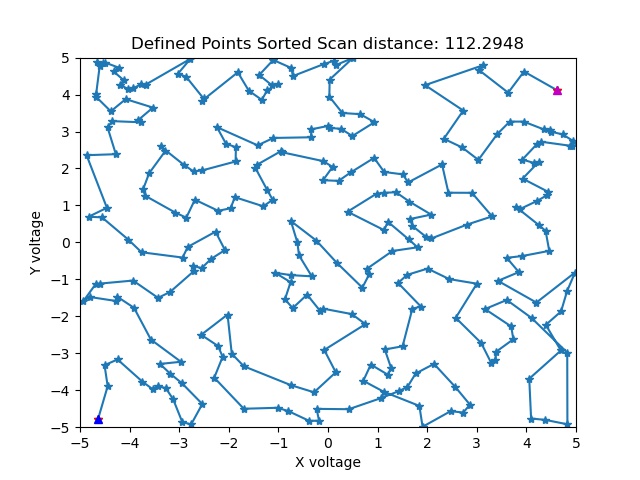 Defined Points Sorted Scan distance: 112.2948
5
4
3
2
1
0
−1
−2
−3
−4
−5
Y voltage
−5 −4 −3 −2 −1 0 1 2 3 4 5
X voltage